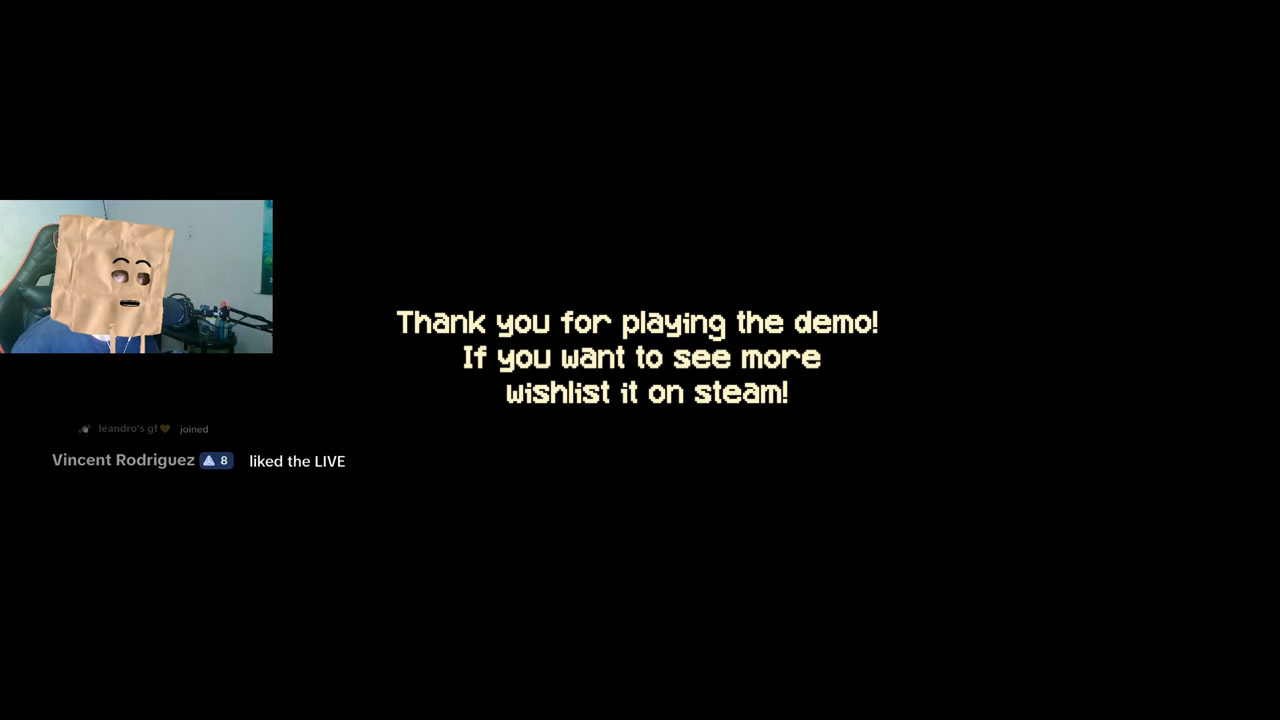 Thank you for playing the demo!
If you want to see more
wishlist it on steam!
leandro's gf💛 joined
Vincent Rodriguez 8 liked the LIVE